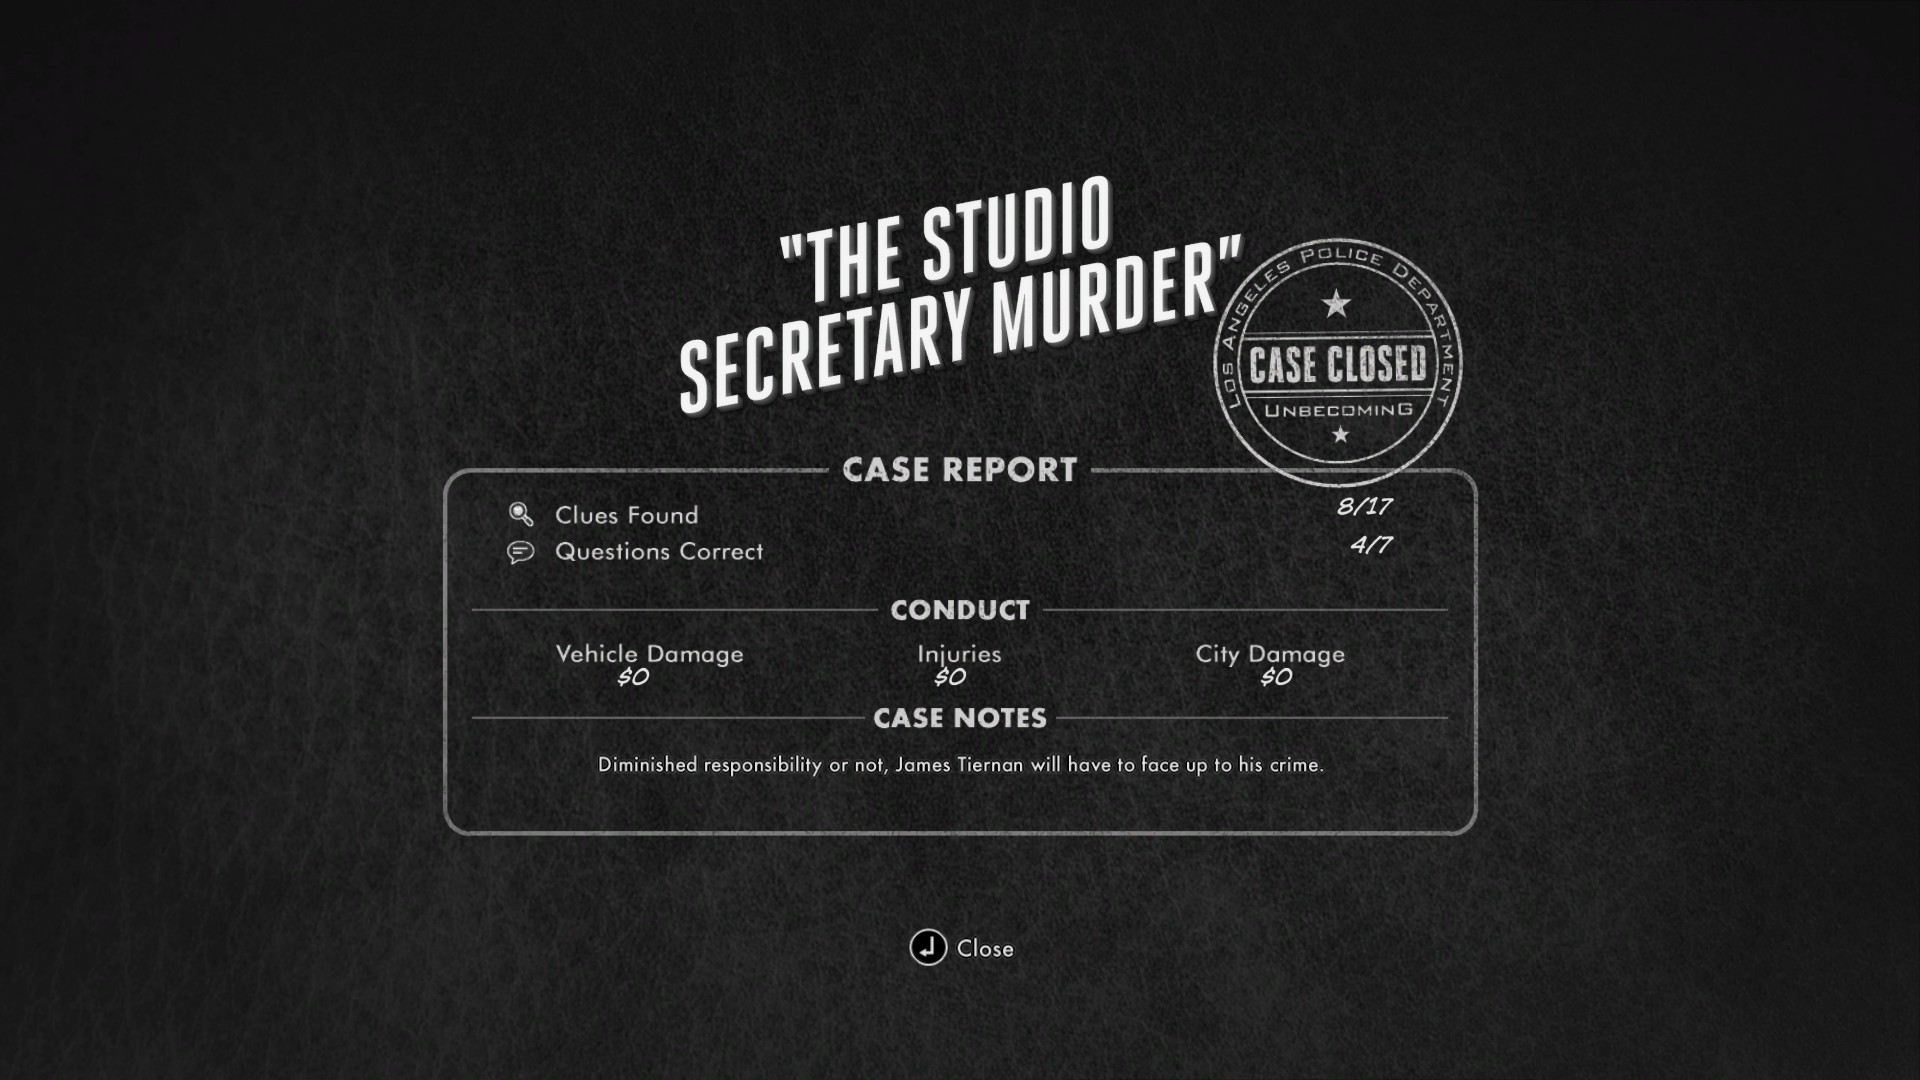 "THE STUDIO
SECRETARY MURDER"
LOS ANGELES POLICE DEPARTMENT
CASE CLOSED
UNBECOMING
CASE REPORT
Clues Found 8/17
Questions Correct 4/7
CONDUCT
Vehicle Damage Injuries City Damage
$0 $0 $0
CASE NOTES
Diminished responsibility or not, James Tiernan will have to face up to his crime.
Close